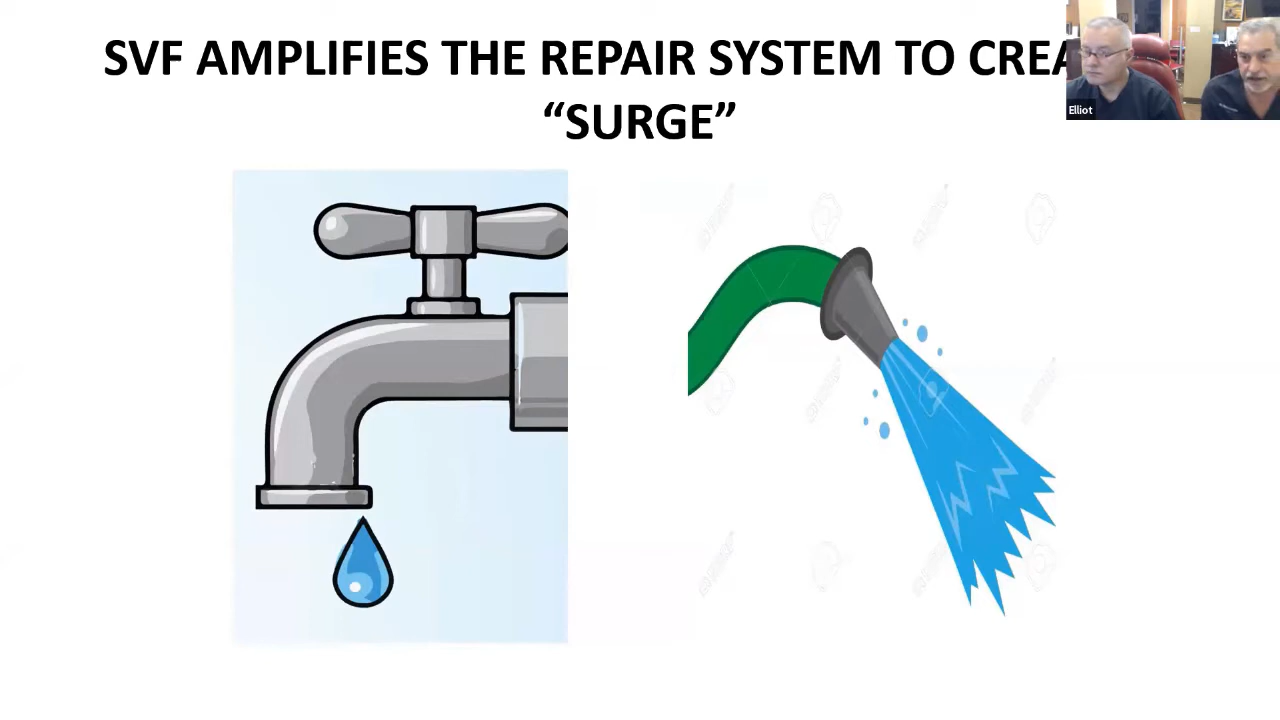 SVF AMPLIFIES THE REPAIR SYSTEM TO CREA
“SURGE”
Elliot